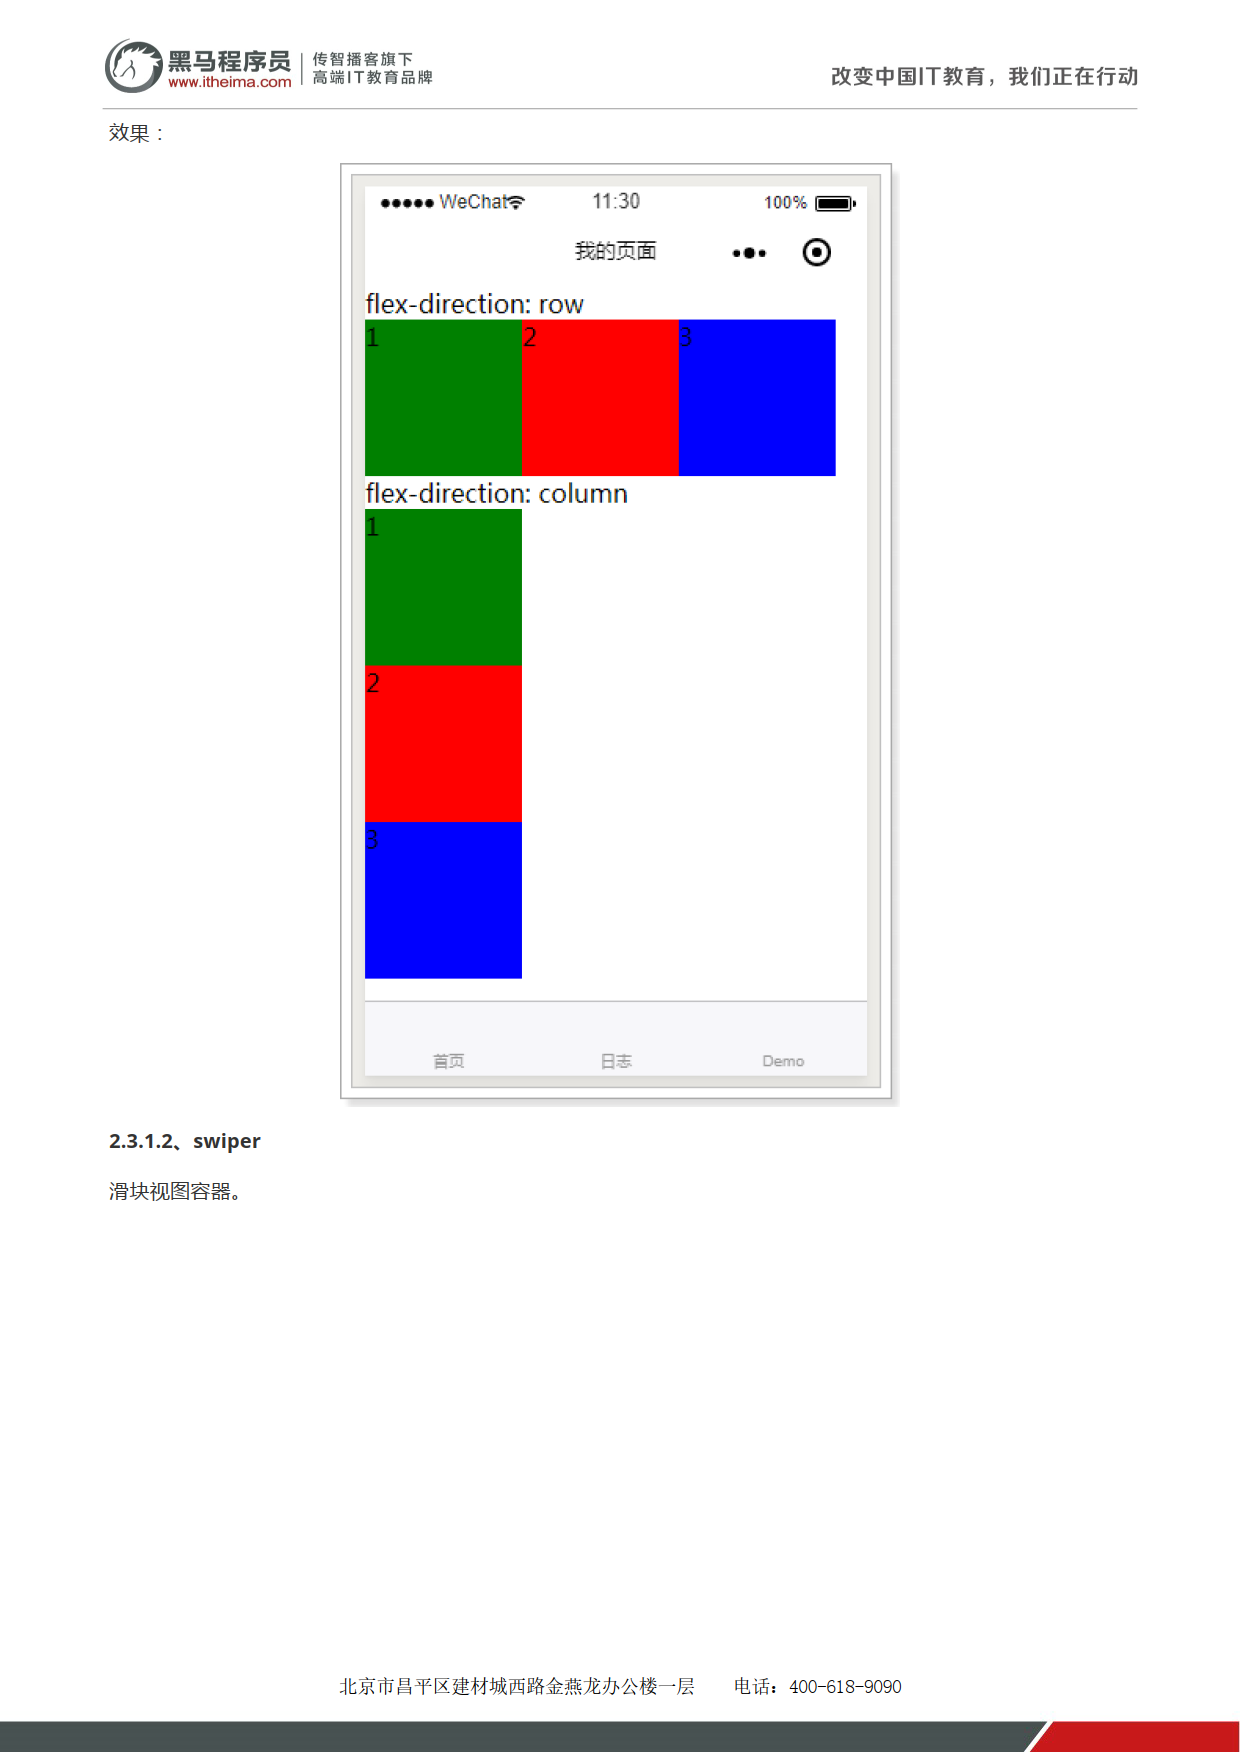 黑马程序员
www.itheima.com
传智播客旗下
高端IT教育品牌
改变中国IT教育，我们正在行动
效果：
WeChat 11:30 100%
我的页面
flex-direction: row
1 2 3
flex-direction: column
1
2
3
首页 日志 Demo
2.3.1.2、swiper
滑块视图容器。
北京市昌平区建材城西路金燕龙办公楼一层 电话：400-618-9090